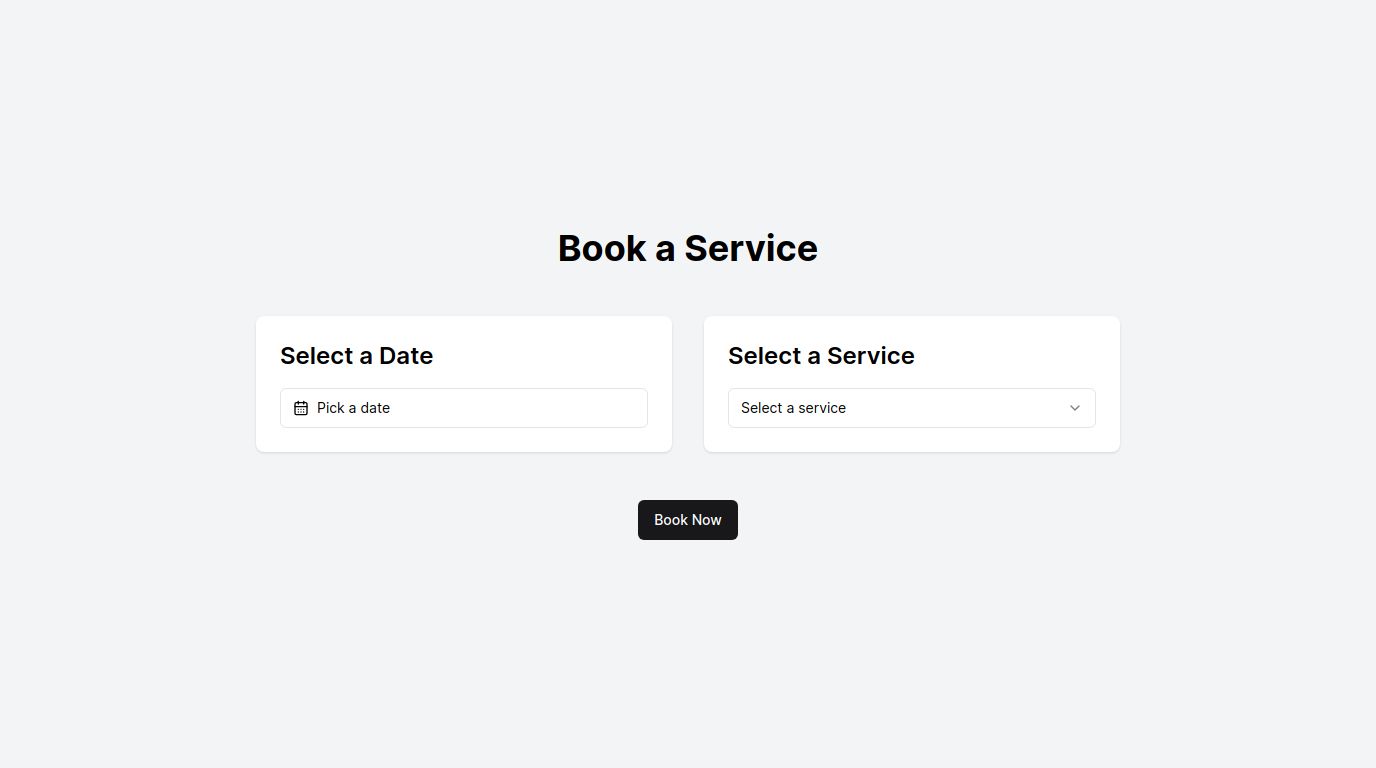 Book a Service
Select a Date
Pick a date
Select a Service
Select a service
Book Now